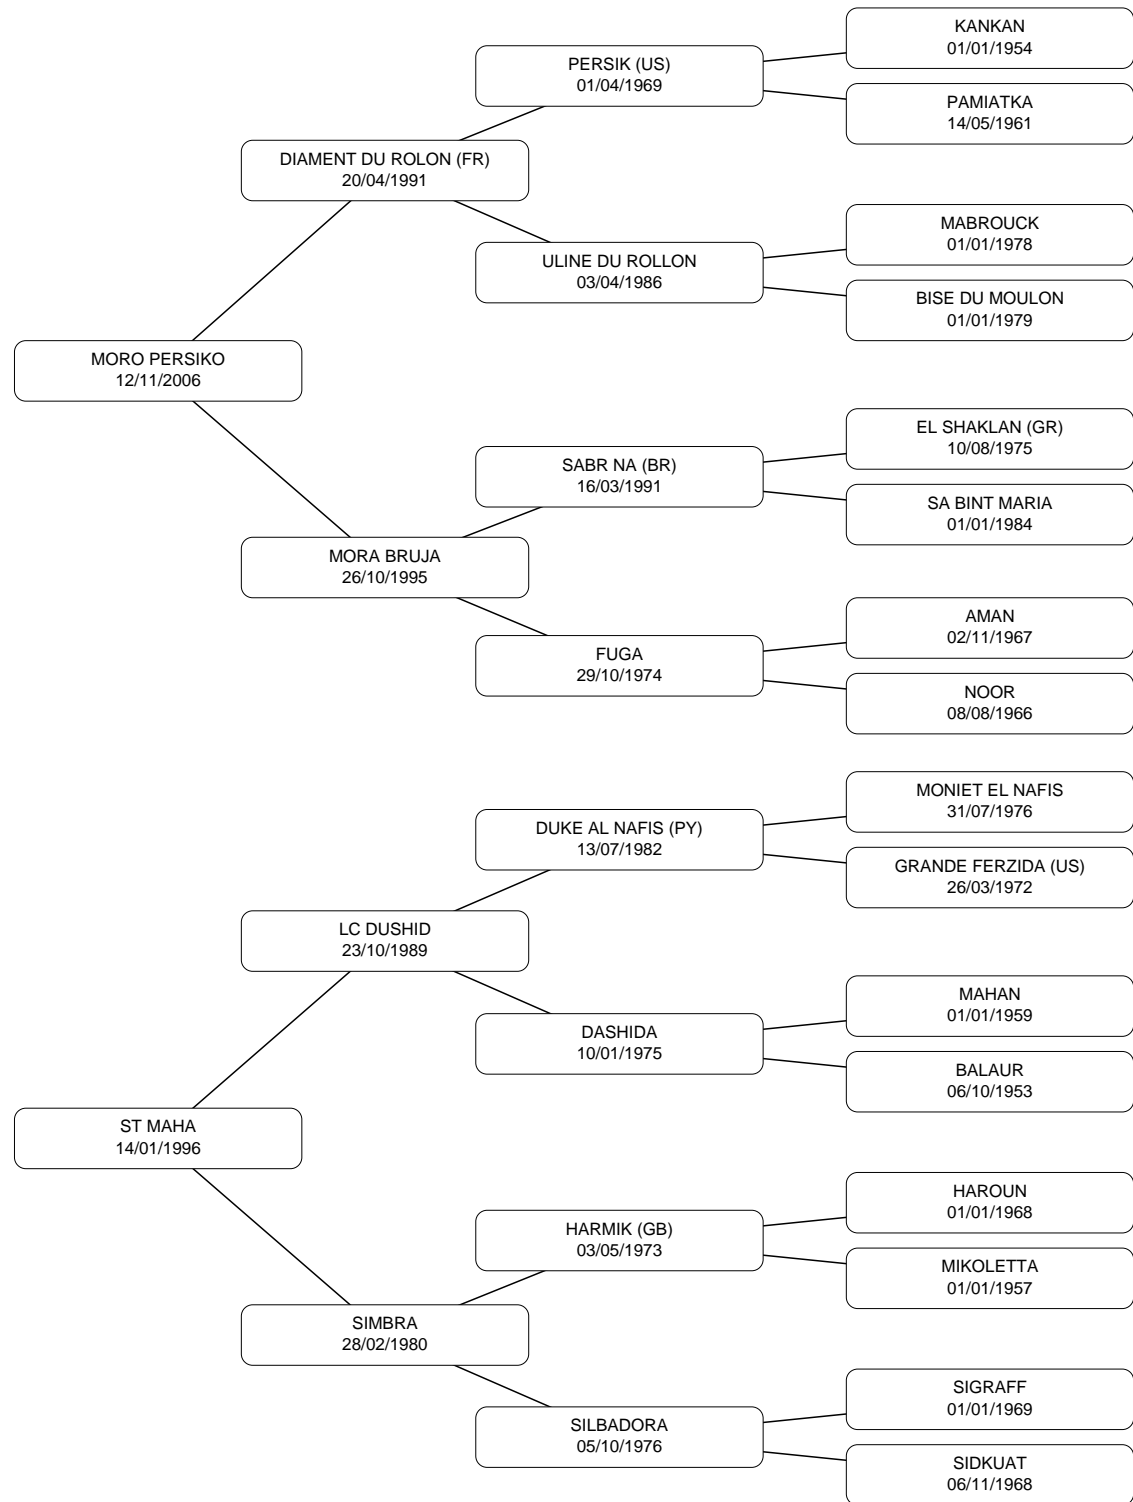 KANKAN
01/01/1954
PERSIK (US)
01/04/1969
PAMIATKA
14/05/1961
DIAMENT DU ROLON (FR)
20/04/1991
MABROUCK
01/01/1978
ULINE DU ROLLON
03/04/1986
BISE DU MOULON
01/01/1979
MORO PERSIKO
12/11/2006
EL SHAKLAN (GR)
10/08/1975
SABR NA (BR)
16/03/1991
SA BINT MARIA
01/01/1984
MORA BRUJA
26/10/1995
AMAN
02/11/1967
FUGA
29/10/1974
NOOR
08/08/1966
MONIET EL NAFIS
31/07/1976
DUKE AL NAFIS (PY)
13/07/1982
GRANDE FERZIDA (US)
26/03/1972
LC DUSHID
23/10/1989
MAHAN
01/01/1959
DASHIDA
10/01/1975
BALAUR
06/10/1953
ST MAHA
14/01/1996
HAROUN
01/01/1968
HARMIK (GB)
03/05/1973
MIKOLETTA
01/01/1957
SIMBRA
28/02/1980
SIGRAFF
01/01/1969
SILBADORA
05/10/1976
SIDKUAT
06/11/1968